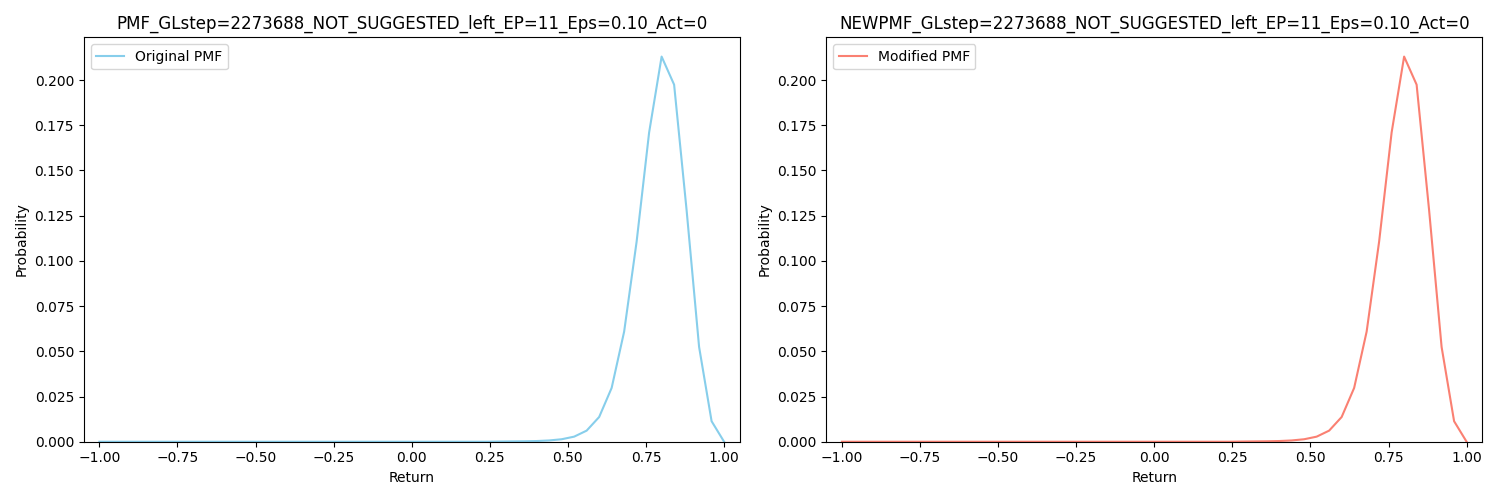 PMF_GLstep=2273688_NOT_SUGGESTED_left_EP=11_Eps=0.10_Act=0
Original PMF
0.200
0.175
0.150
0.125
0.100
0.075
0.050
0.025
0.000
Probability
−1.00 −0.75 −0.50 −0.25 0.00 0.25 0.50 0.75 1.00
Return
NEWPMF_GLstep=2273688_NOT_SUGGESTED_left_EP=11_Eps=0.10_Act=0
Modified PMF
0.200
0.175
0.150
0.125
0.100
0.075
0.050
0.025
0.000
Probability
−1.00 −0.75 −0.50 −0.25 0.00 0.25 0.50 0.75 1.00
Return